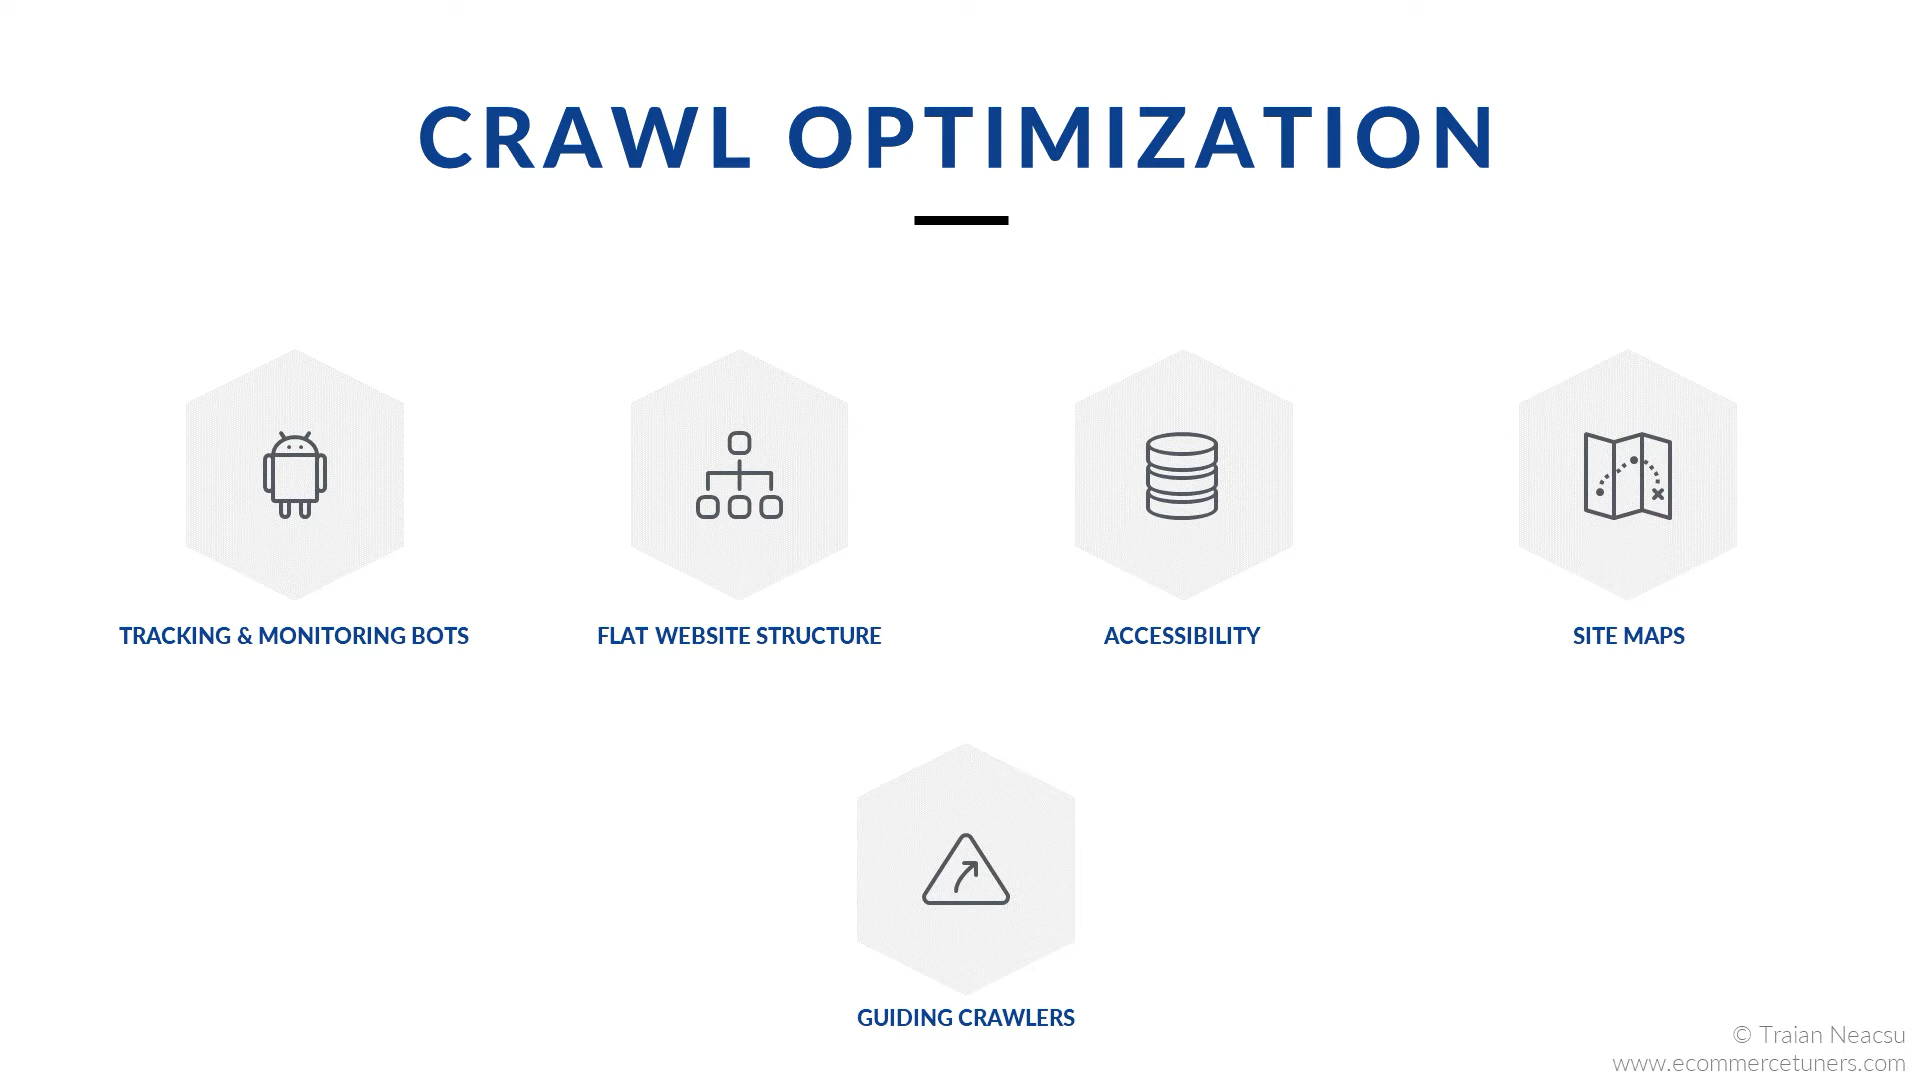 CRAWL OPTIMIZATION
TRACKING & MONITORING BOTS
FLAT WEBSITE STRUCTURE
ACCESSIBILITY
SITE MAPS
GUIDING CRAWLERS
© Traian Neacsu
www.ecommercetuners.com